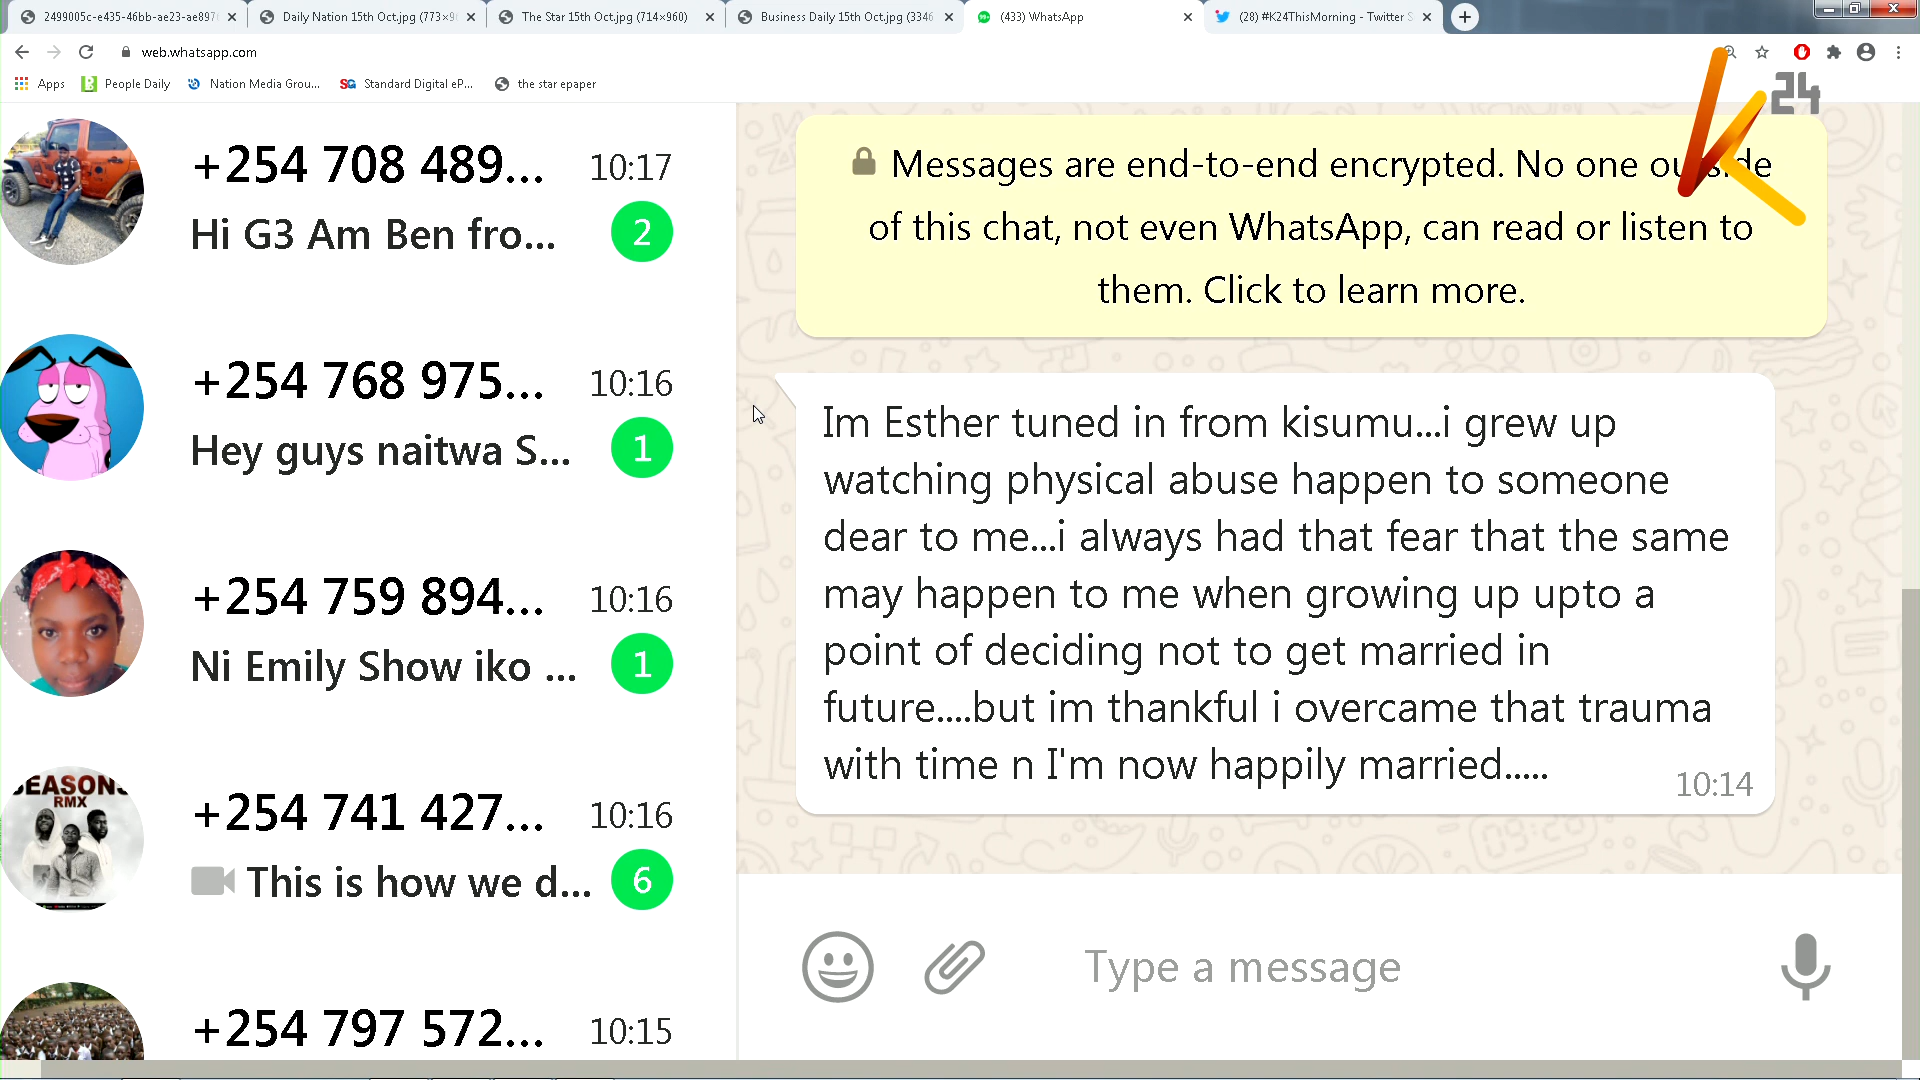 2499005c-e435-46bb-ae23-ae897
Daily Nation 15th Oct.jpg (773×9
The Star 15th Oct.jpg (714×960)
Business Daily 15th Oct.jpg (3346
(433) WhatsApp
(28) #K24ThisMorning - Twitter S
web.whatsapp.com
Apps
People Daily
Nation Media Grou...
SG Standard Digital eP...
the star epaper
K24
+254 708 489... 10:17
Hi G3 Am Ben fro... 2
+254 768 975... 10:16
Hey guys naitwa S... 1
+254 759 894... 10:16
Ni Emily Show iko ... 1
SEASONS
RMX
+254 741 427... 10:16
This is how we d... 6
+254 797 572... 10:15
Messages are end-to-end encrypted. No one outside
of this chat, not even WhatsApp, can read or listen to
them. Click to learn more.
Im Esther tuned in from kisumu...i grew up
watching physical abuse happen to someone
dear to me...i always had that fear that the same
may happen to me when growing up upto a
point of deciding not to get married in
future....but im thankful i overcame that trauma
with time n I'm now happily married.....
10:14
Type a message